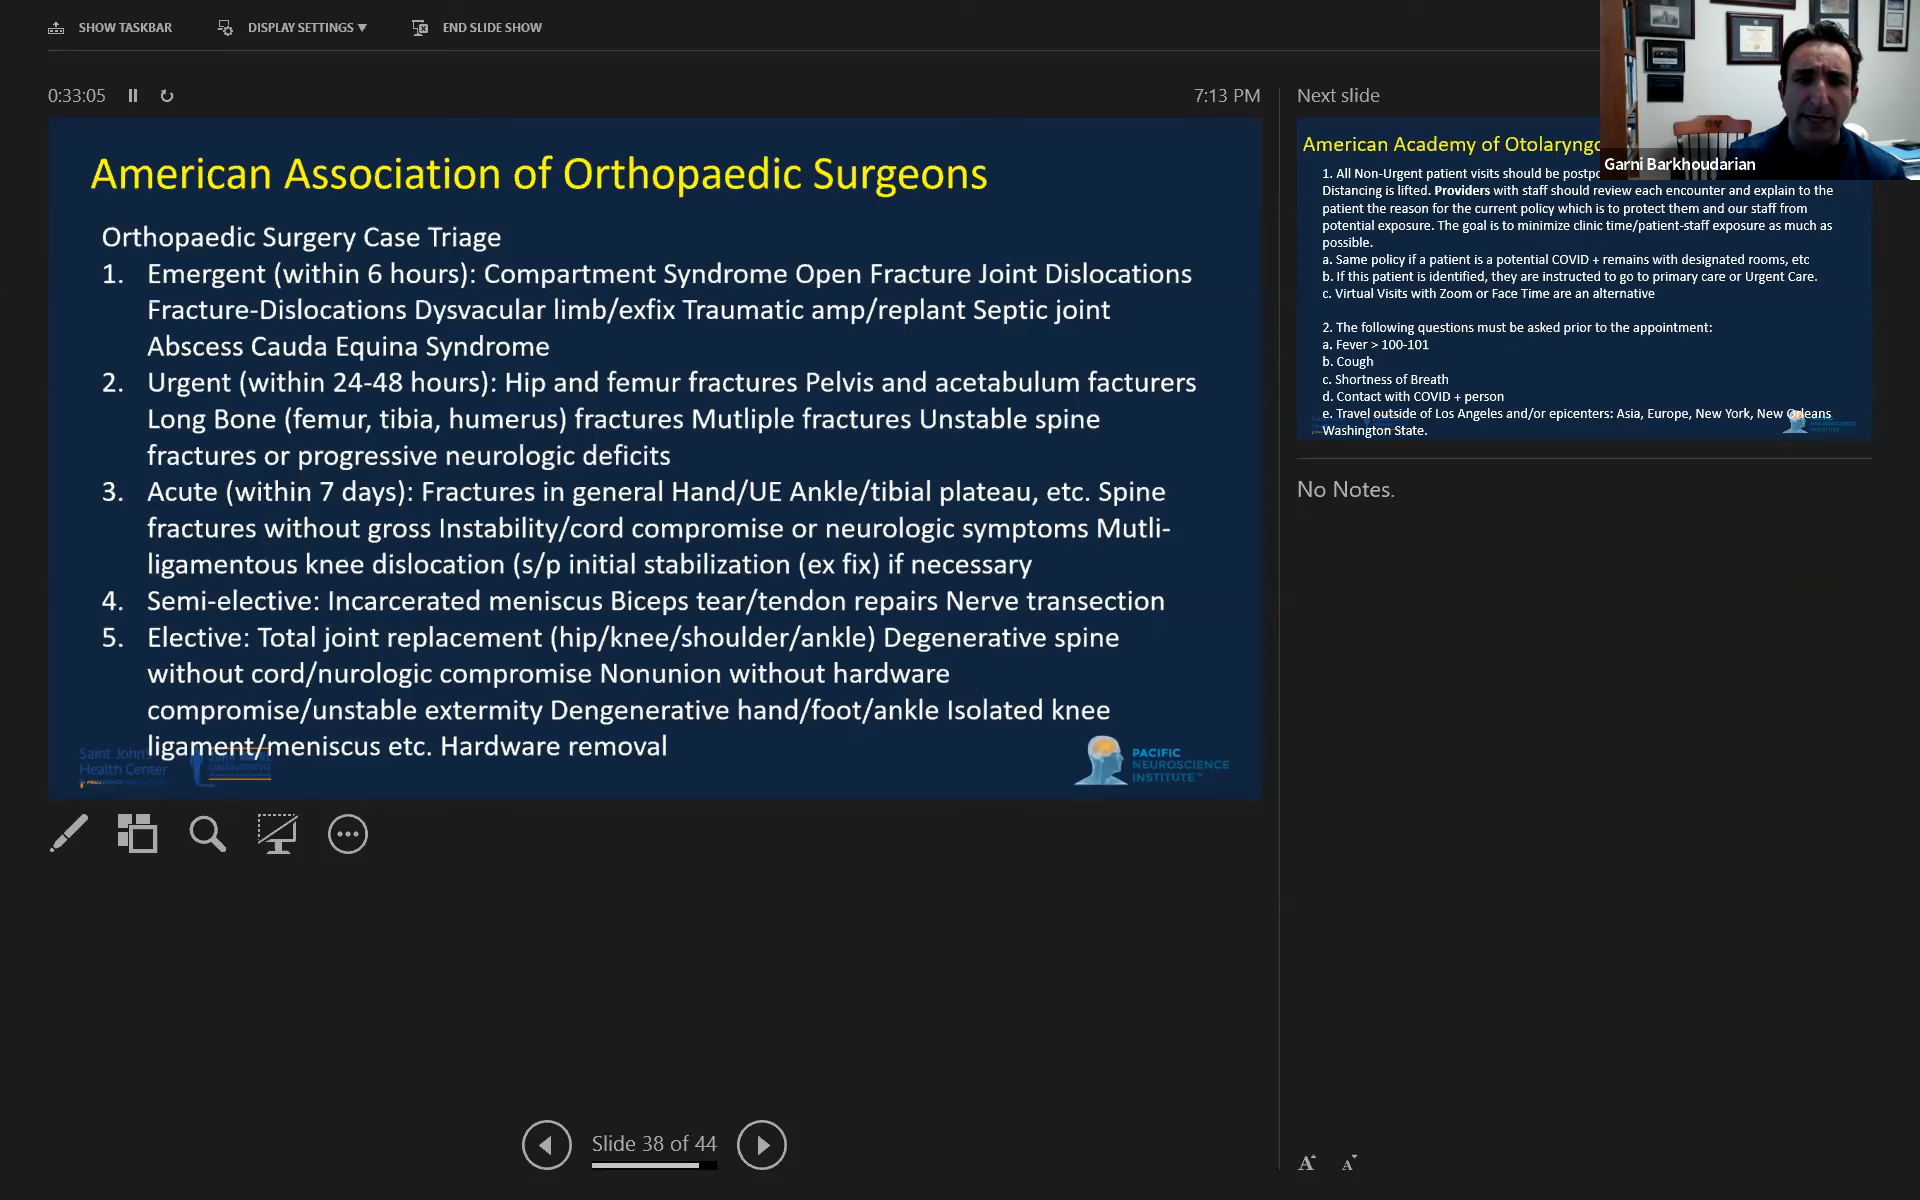 SHOW TASKBAR
DISPLAY SETTINGS
END SLIDE SHOW
0:33:05
7:13 PM
American Association of Orthopaedic Surgeons
Orthopaedic Surgery Case Triage
1. Emergent (within 6 hours): Compartment Syndrome Open Fracture Joint Dislocations
Fracture-Dislocations Dysvacular limb/exfix Traumatic amp/replant Septic joint
Abscess Cauda Equina Syndrome
2. Urgent (within 24-48 hours): Hip and femur fractures Pelvis and acetabulum facturers
Long Bone (femur, tibia, humerus) fractures Mutliple fractures Unstable spine
fractures or progressive neurologic deficits
3. Acute (within 7 days): Fractures in general Hand/UE Ankle/tibial plateau, etc. Spine
fractures without gross Instability/cord compromise or neurologic symptoms Mutli-
ligamentous knee dislocation (s/p initial stabilization (ex fix) if necessary
4. Semi-elective: Incarcerated meniscus Biceps tear/tendon repairs Nerve transection
5. Elective: Total joint replacement (hip/knee/shoulder/ankle) Degenerative spine
without cord/nurologic compromise Nonunion without hardware
compromise/unstable extermity Dengenerative hand/foot/ankle Isolated knee
ligament/meniscus etc. Hardware removal
Saint John's
Health Center
PACIFIC
NEUROSCIENCE
INSTITUTE
Slide 38 of 44
Next slide
Garni Barkhoudarian
American Academy of Otolaryngo
1. All Non-Urgent patient visits should be postpo
Distancing is lifted. Providers with staff should review each encounter and explain to the
patient the reason for the current policy which is to protect them and our staff from
potential exposure. The goal is to minimize clinic time/patient-staff exposure as much as
possible.
a. Same policy if a patient is a potential COVID + remains with designated rooms, etc
b. If this patient is identified, they are instructed to go to primary care or Urgent Care.
c. Virtual Visits with Zoom or Face Time are an alternative
2. The following questions must be asked prior to the appointment:
a. Fever > 100-101
b. Cough
c. Shortness of Breath
d. Contact with COVID + person
e. Travel outside of Los Angeles and/or epicenters: Asia, Europe, New York, New Orleans
Washington State.
No Notes.
A A